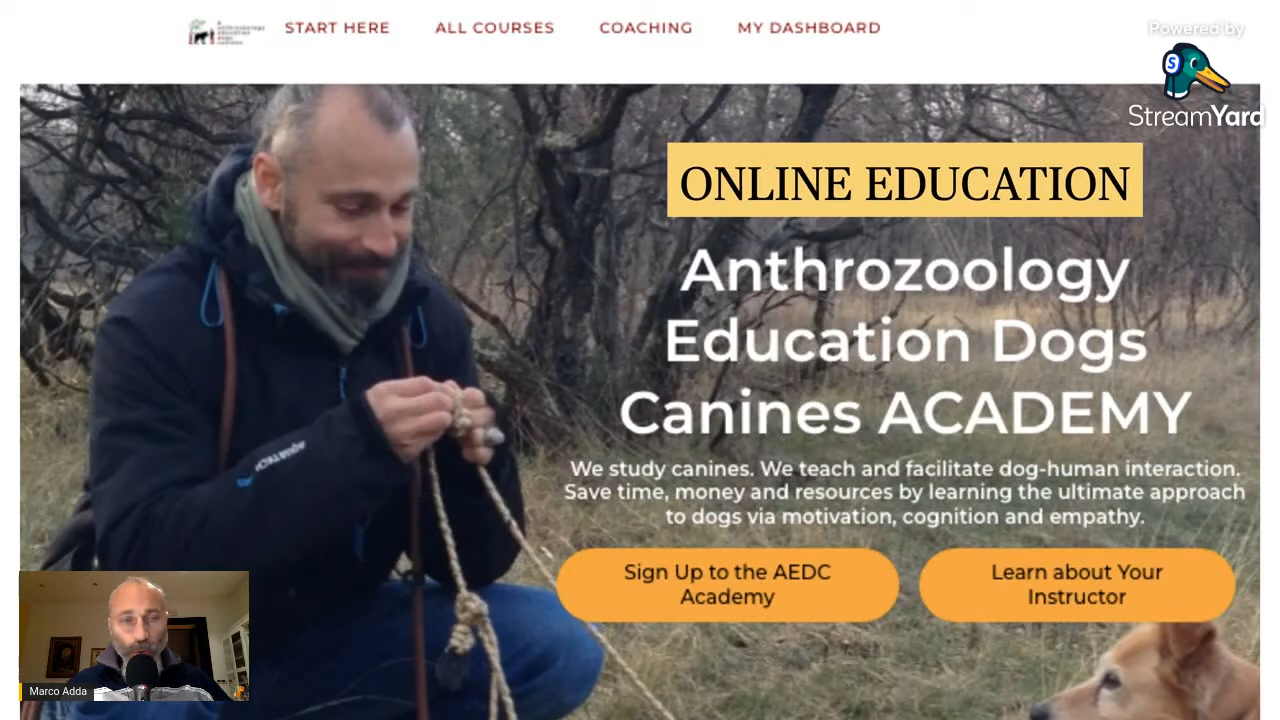 START HERE
ALL COURSES
COACHING
MY DASHBOARD
Powered by
S
StreamYard
ONLINE EDUCATION
Anthrozoology
Education Dogs
Canines ACADEMY
We study canines. We teach and facilitate dog-human interaction.
Save time, money and resources by learning the ultimate approach
to dogs via motivation, cognition and empathy.
Sign Up to the AEDC
Academy
Learn about Your
Instructor
Marco Adda